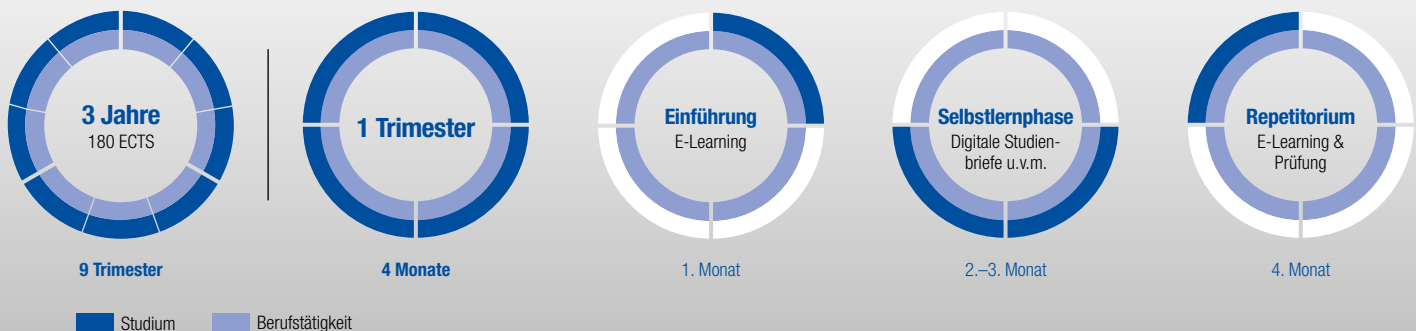 3 Jahre
180 ECTS
9 Trimester
1 Trimester
4 Monate
Einführung
E-Learning
1. Monat
Selbstlernphase
Digitale Studien-
briefe u.v.m.
2.–3. Monat
Repetitorium
E-Learning &
Prüfung
4. Monat
Studium
Berufstätigkeit